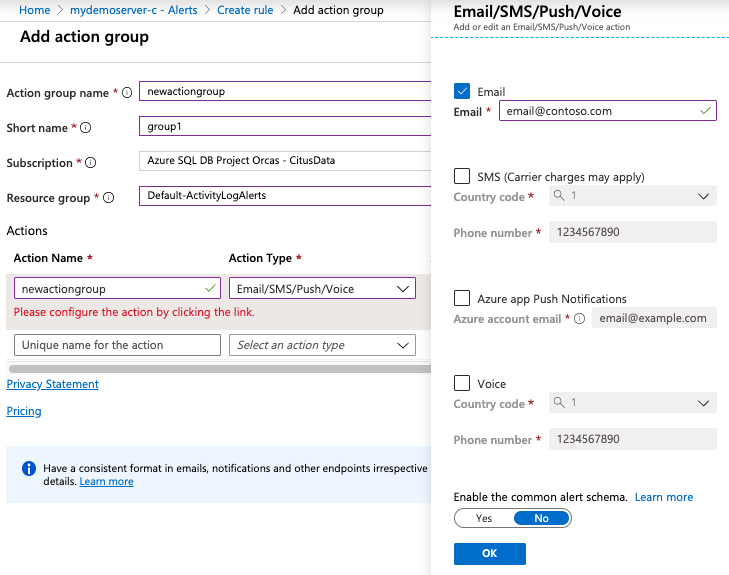 Home > mydemoserver-c - Alerts > Create rule > Add action group
Add action group
Action group name *
newactiongroup
Short name *
group1
Subscription *
Azure SQL DB Project Orcas - CitusData
Resource group *
Default-ActivityLogAlerts
Actions
Action Name * Action Type *
newactiongroup Email/SMS/Push/Voice
Please configure the action by clicking the link.
Unique name for the action Select an action type
Privacy Statement
Pricing
Have a consistent format in emails, notifications and other endpoints irrespective
details. Learn more
Email/SMS/Push/Voice
Add or edit an Email/SMS/Push/Voice action
Email
Email * email@contoso.com
SMS (Carrier charges may apply)
Country code * 1
Phone number * 1234567890
Azure app Push Notifications
Azure account email * email@example.com
Voice
Country code * 1
Phone number * 1234567890
Enable the common alert schema. Learn more
Yes No
OK